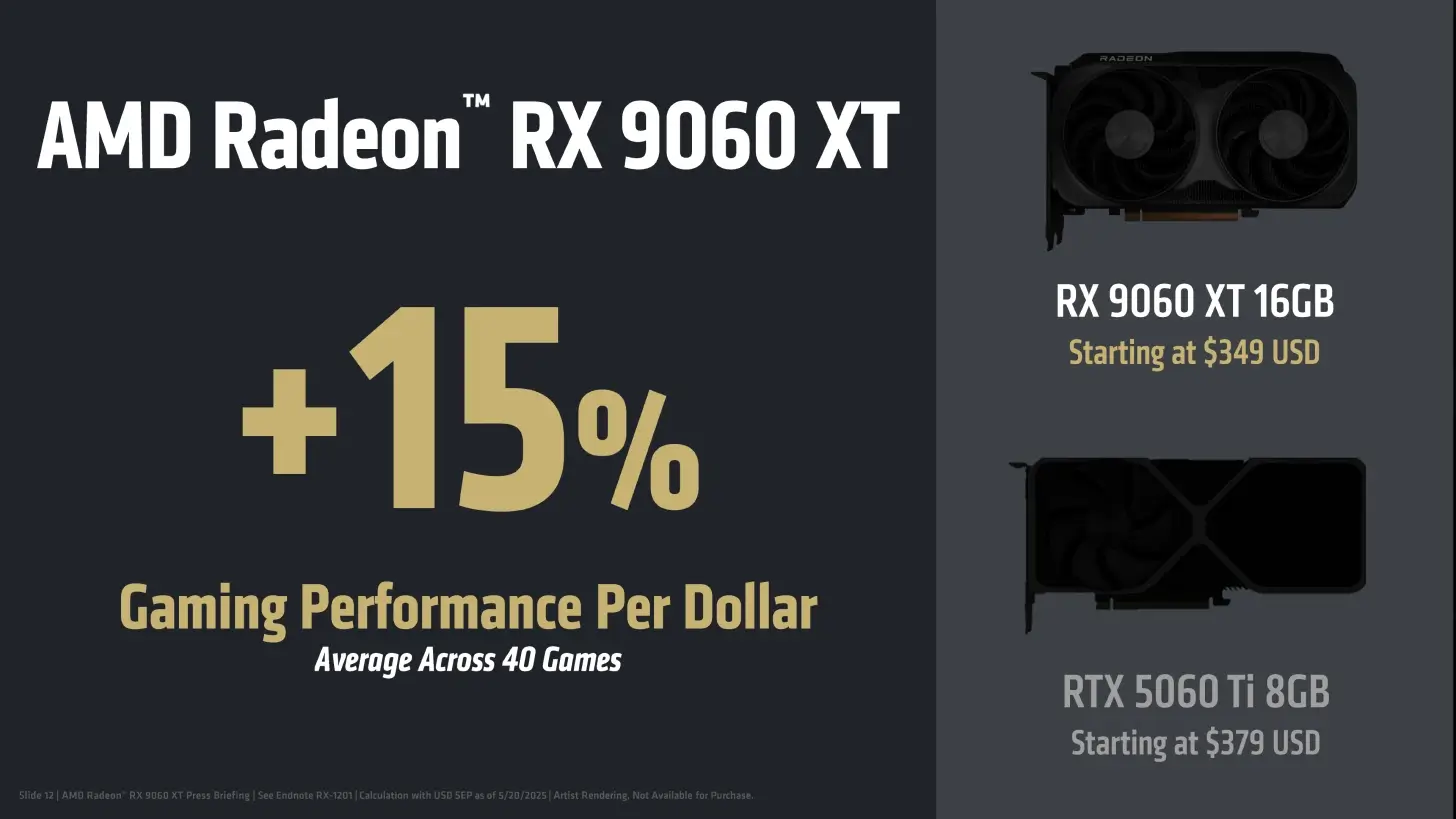 AMD Radeon™ RX 9060 XT
+15%
Gaming Performance Per Dollar
Average Across 40 Games
Slide 12 | AMD Radeon™ RX 9060 XT Press Briefing | See Endnote RX-1201 | Calculation with USD SEP as of 5/20/2025 | Artist Rendering, Not Available for Purchase.
RADEON
RX 9060 XT 16GB
Starting at $349 USD
RTX 5060 Ti 8GB
Starting at $379 USD